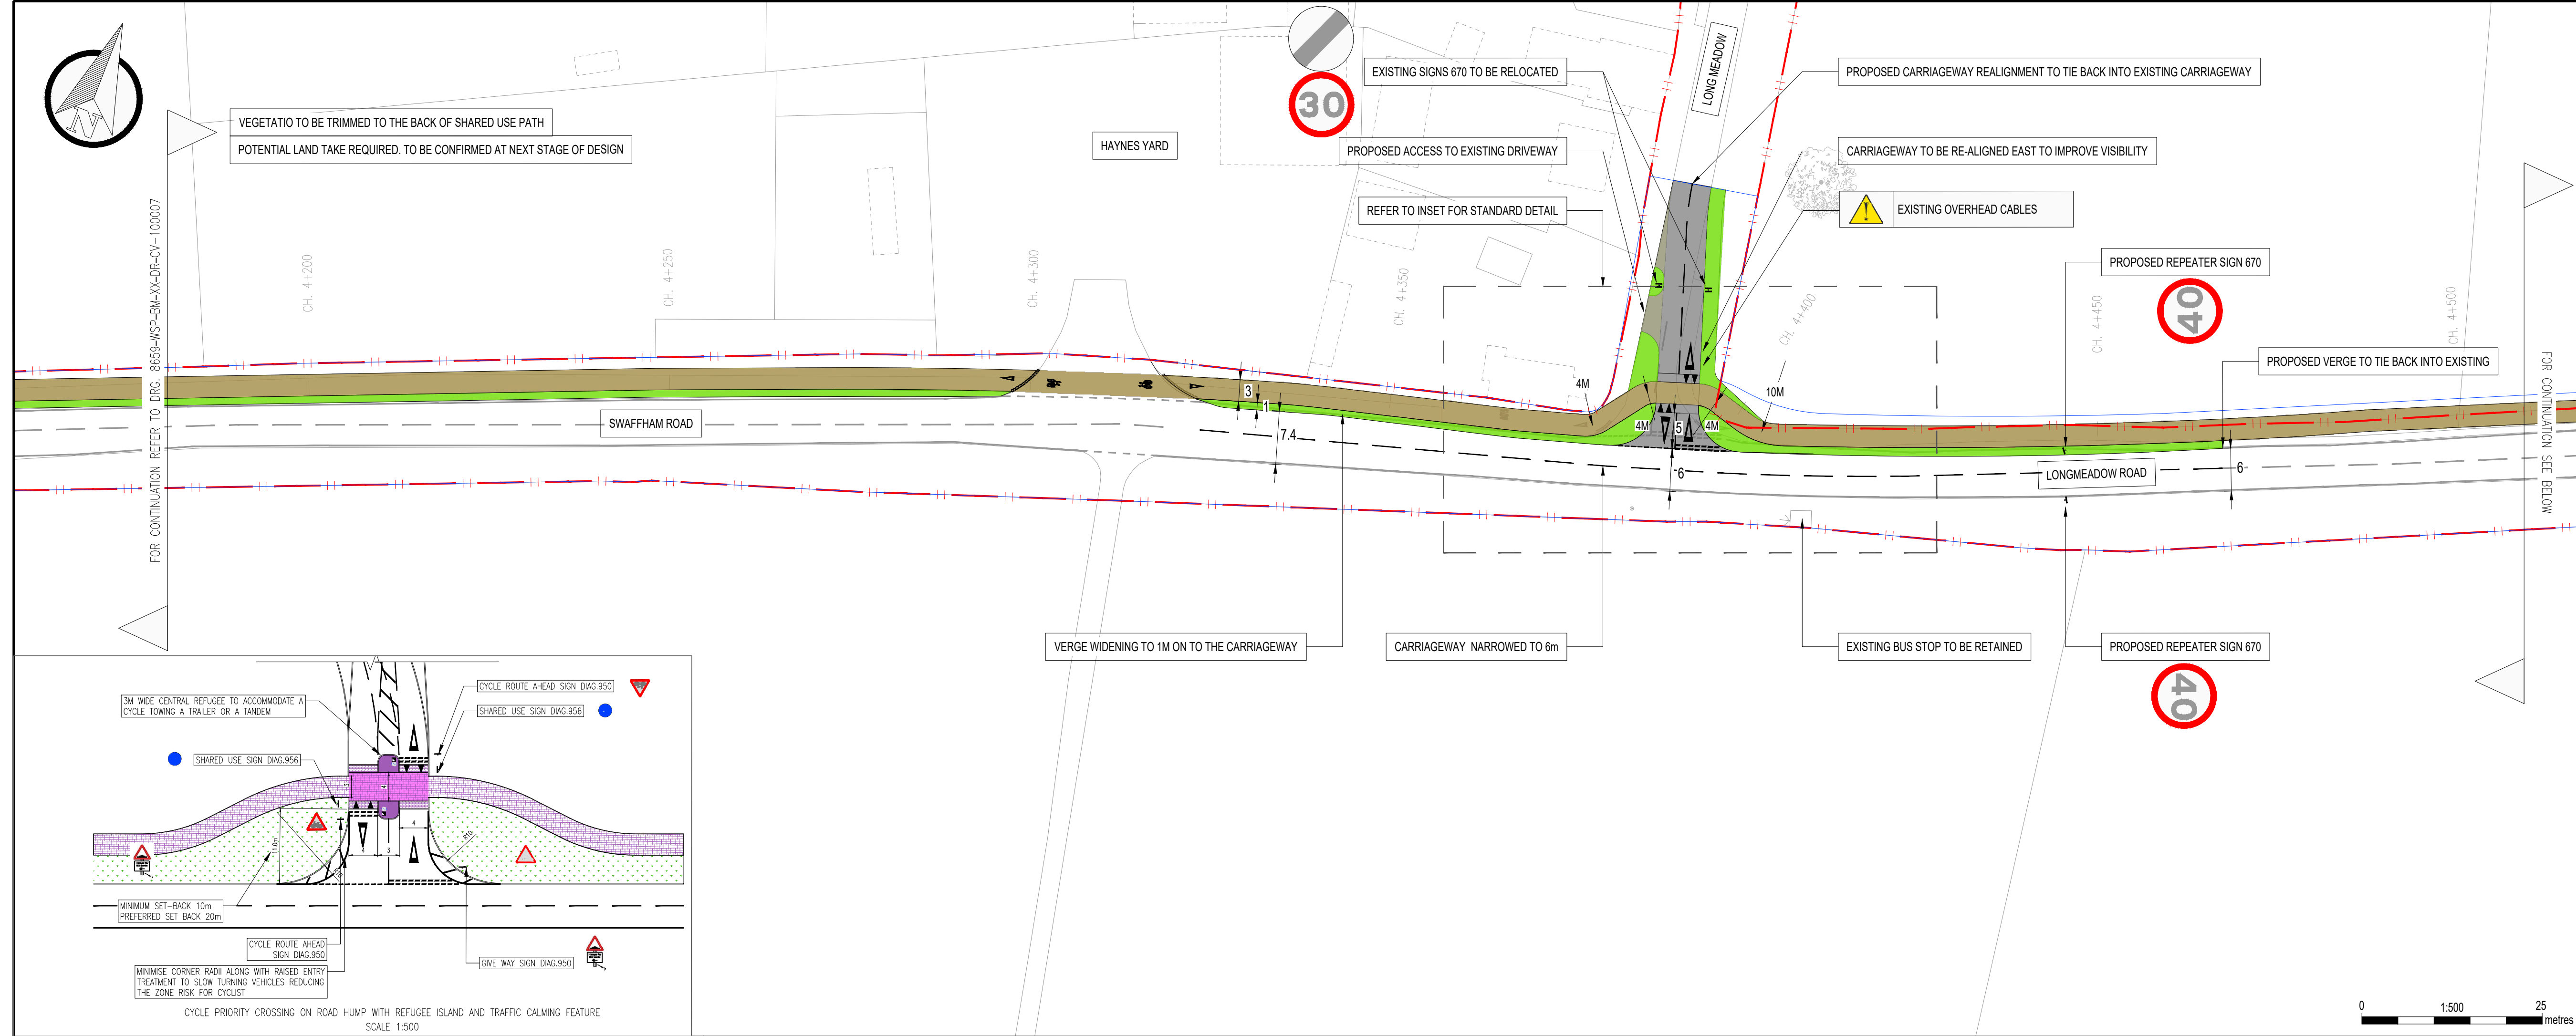 N
VEGETATIO TO BE TRIMMED TO THE BACK OF SHARED USE PATH
POTENTIAL LAND TAKE REQUIRED. TO BE CONFIRMED AT NEXT STAGE OF DESIGN
FOR CONTINUATION REFER TO DRG. 8659-WSP-BM-XX-DR-CV-100007
HAYNES YARD
30
EXISTING SIGNS 670 TO BE RELOCATED
PROPOSED ACCESS TO EXISTING DRIVEWAY
REFER TO INSET FOR STANDARD DETAIL
LONG MEADOW
PROPOSED CARRIAGEWAY REALIGNMENT TO TIE BACK INTO EXISTING CARRIAGEWAY
CARRIAGEWAY TO BE RE-ALIGNED EAST TO IMPROVE VISIBILITY
EXISTING OVERHEAD CABLES
PROPOSED REPEATER SIGN 670
40
PROPOSED VERGE TO TIE BACK INTO EXISTING
CH. 4+200
CH. 4+250
CH. 4+300
CH. 4+350
CH. 4+400
CH. 4+450
CH. 4+500
SWAFFHAM ROAD
3
1
7.4
4M
4M
5
4M
10M
6
LONGMEADOW ROAD
6
FOR CONTINUATION SEE BELOW
VERGE WIDENING TO 1M ON TO THE CARRIAGEWAY
CARRIAGEWAY NARROWED TO 6m
EXISTING BUS STOP TO BE RETAINED
PROPOSED REPEATER SIGN 670
40
3M WIDE CENTRAL REFUGEE TO ACCOMMODATE A
CYCLE TOWING A TRAILER OR A TANDEM
CYCLE ROUTE AHEAD SIGN DIAG.950
SHARED USE SIGN DIAG.956
SHARED USE SIGN DIAG.956
4
4
4
3
11.0m
R10
MINIMUM SET-BACK 10m
PREFERRED SET BACK 20m
CYCLE ROUTE AHEAD
SIGN DIAG.950
GIVE WAY SIGN DIAG.950
MINIMISE CORNER RADII ALONG WITH RAISED ENTRY
TREATMENT TO SLOW TURNING VEHICLES REDUCING
THE ZONE RISK FOR CYCLIST
CYCLE PRIORITY CROSSING ON ROAD HUMP WITH REFUGEE ISLAND AND TRAFFIC CALMING FEATURE
SCALE 1:500
0 1:500 25
metres